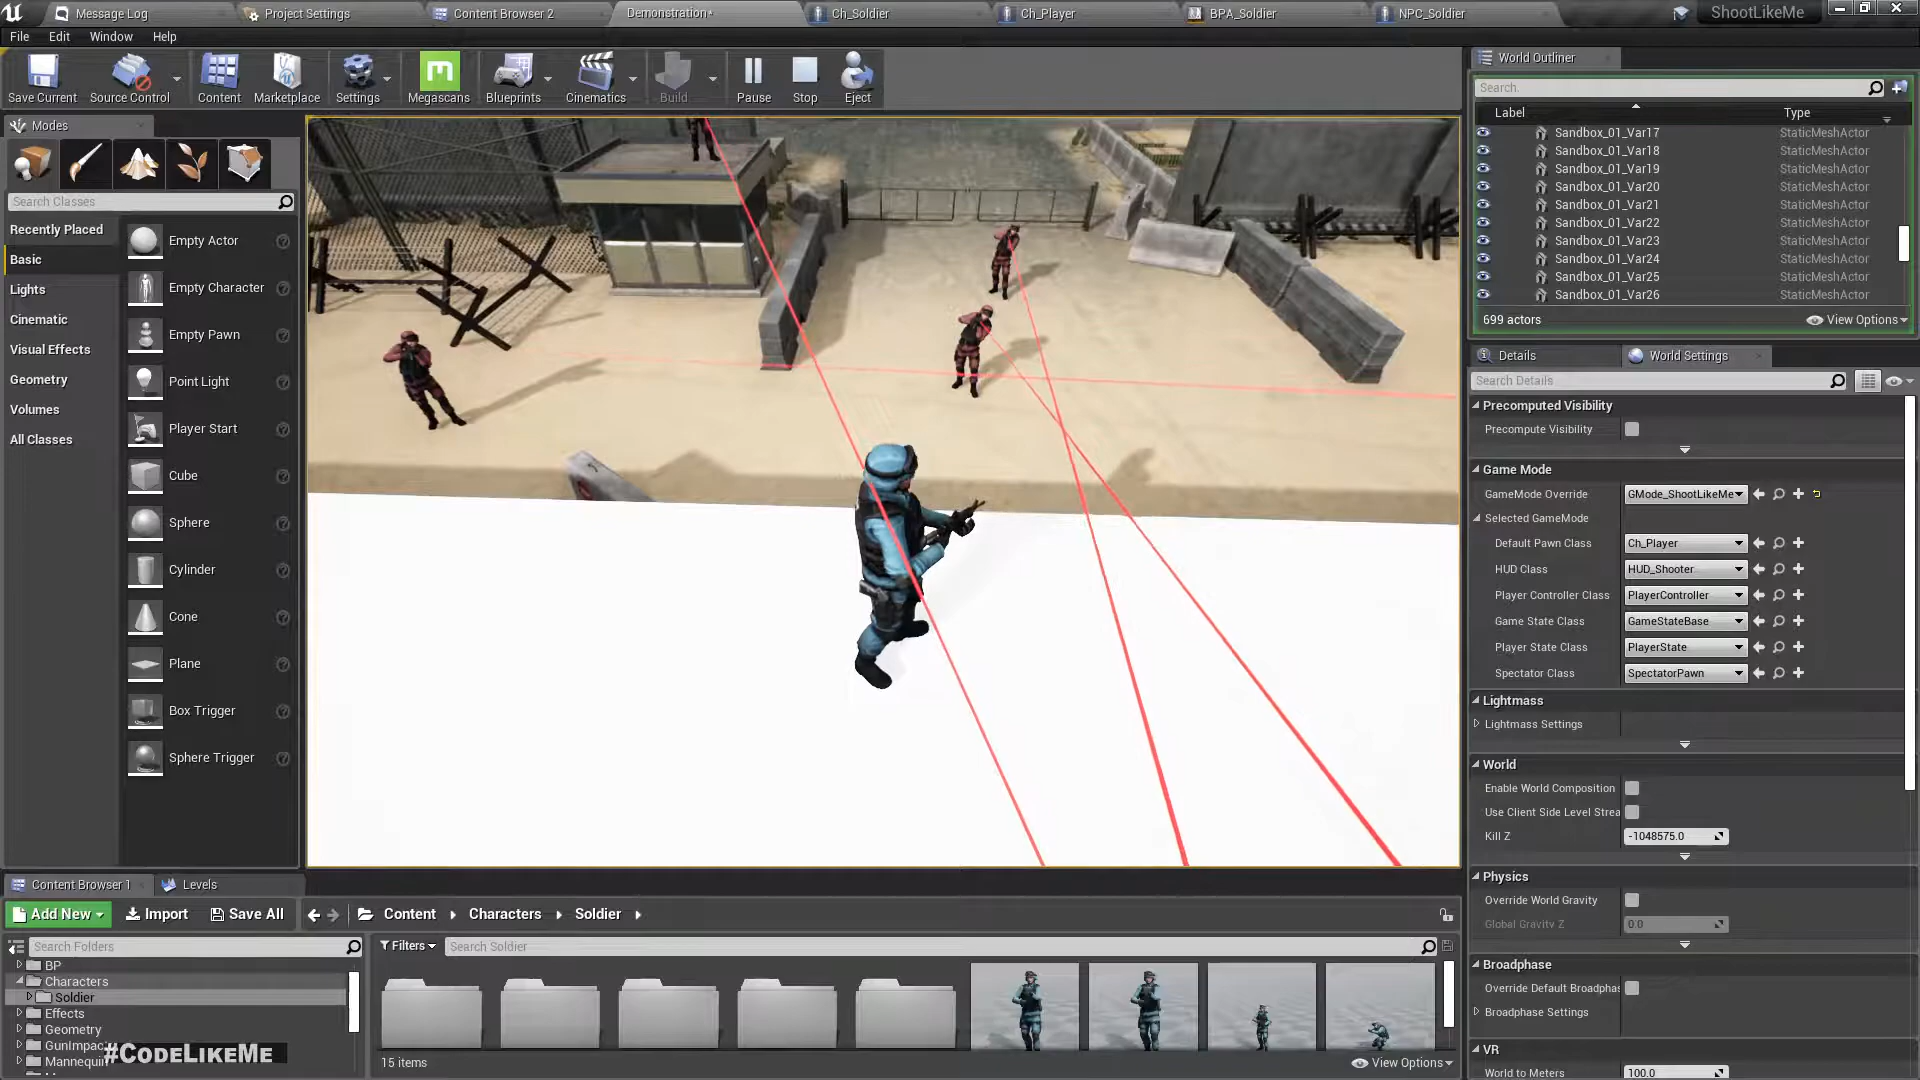 Message Log
Project Settings
Content Browser 2
Demonstration*
Ch_Soldier
Ch_Player
BPA_Soldier
NPC_Soldier
ShootLikeMe
File Edit Window Help
Save Current
Source Control
Content
Marketplace
Settings
Megascans
Blueprints
Cinematics
Build
Pause
Stop
Eject
World Outliner
Search.
Label Type
Sandbox_01_Var17 StaticMeshActor
Sandbox_01_Var18 StaticMeshActor
Sandbox_01_Var19 StaticMeshActor
Sandbox_01_Var20 StaticMeshActor
Sandbox_01_Var21 StaticMeshActor
Sandbox_01_Var22 StaticMeshActor
Sandbox_01_Var23 StaticMeshActor
Sandbox_01_Var24 StaticMeshActor
Sandbox_01_Var25 StaticMeshActor
Sandbox_01_Var26 StaticMeshActor
699 actors View Options
Modes
Search Classes
Recently Placed
Basic
Lights
Cinematic
Visual Effects
Geometry
Volumes
All Classes
Empty Actor
Empty Character
Empty Pawn
Point Light
Player Start
Cube
Sphere
Cylinder
Cone
Plane
Box Trigger
Sphere Trigger
Details
World Settings
Search Details
Precomputed Visibility
Precompute Visibility
Game Mode
GameMode Override GMode_ShootLikeMe
Selected GameMode
Default Pawn Class Ch_Player
HUD Class HUD_Shooter
Player Controller Class PlayerController
Game State Class GameStateBase
Player State Class PlayerState
Spectator Class SpectatorPawn
Lightmass
Lightmass Settings
World
Enable World Composition
Use Client Side Level Strea
Kill Z -1048575.0
Physics
Override World Gravity
Global Gravity Z 0.0
Broadphase
Override Default Broadphas
Broadphase Settings
VR
World to Meters 100.0
Content Browser 1
Levels
Add New
Import
Save All
Content
Characters
Soldier
Search Folders
Filters
Search Soldier
BP
Characters
Soldier
Effects
Geometry
GunImpac
Mannequin
#CodeLikeMe
15 items
View Options